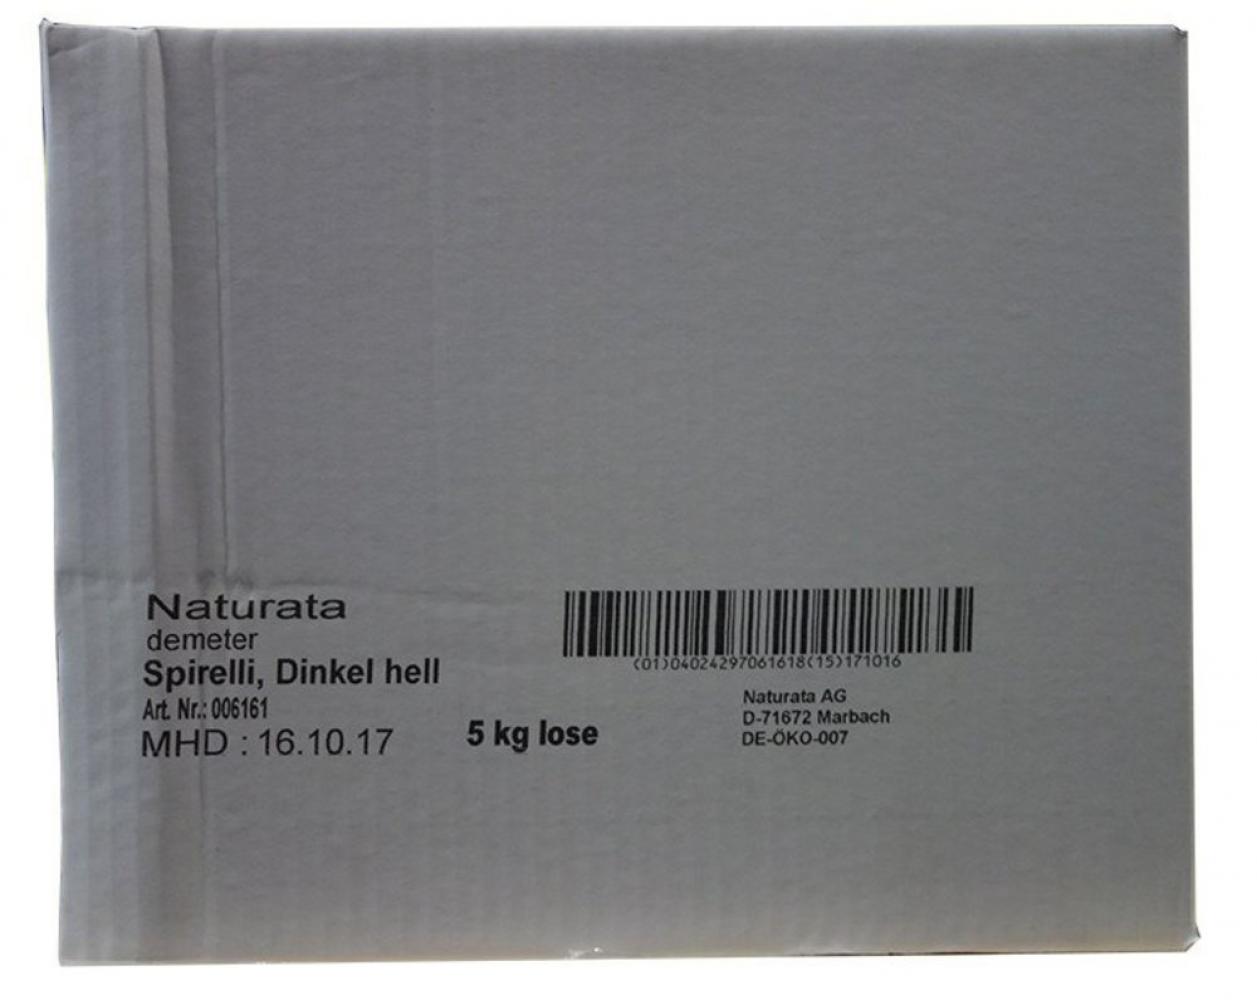 Naturata
demeter
Spirelli, Dinkel hell
Art. Nr.: 006161
MHD : 16.10.17
5 kg lose
(01)04024297061618(15)171016
Naturata AG
D-71672 Marbach
DE-ÖKO-007